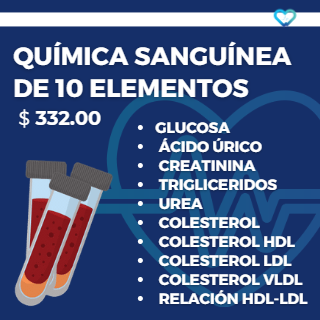 QUÍMICA SANGUÍNEA
DE 10 ELEMENTOS
$ 332.00
• GLUCOSA
• ÁCIDO ÚRICO
• CREATININA
• TRIGLICERIDOS
• UREA
• COLESTEROL
• COLESTEROL HDL
• COLESTEROL LDL
• COLESTEROL VLDL
• RELACIÓN HDL-LDL